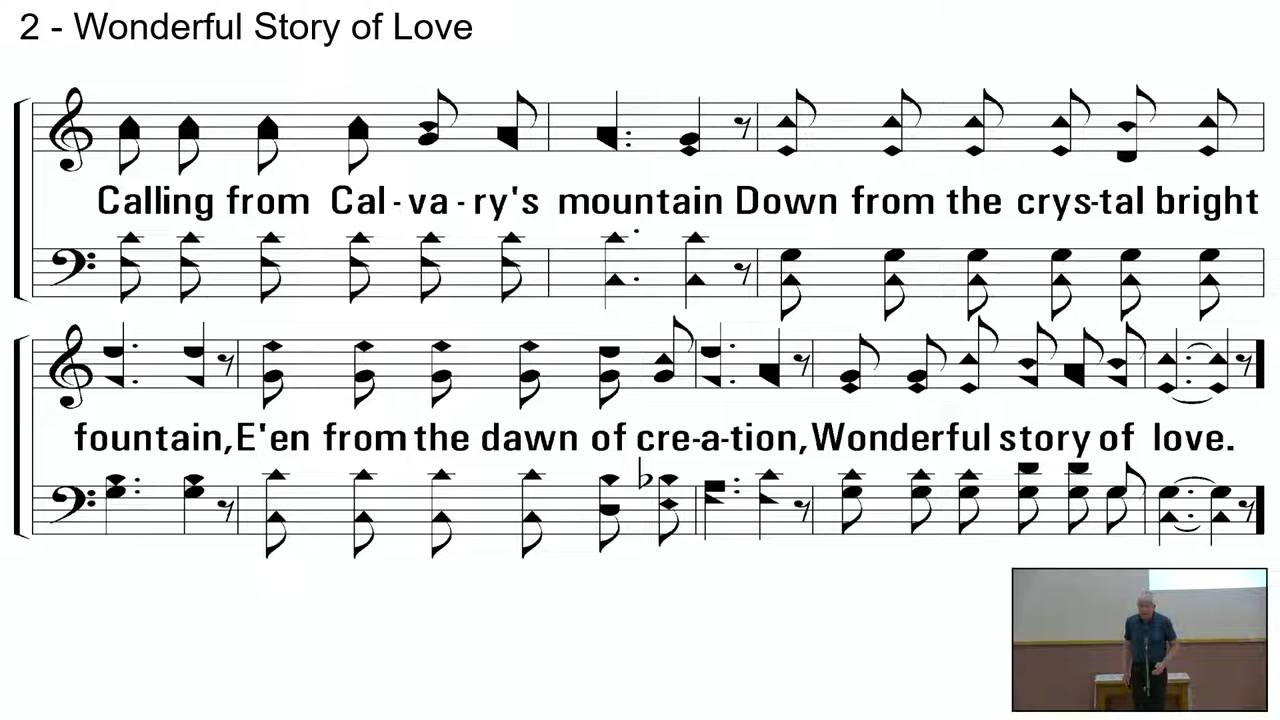 2 - Wonderful Story of Love
Calling from Cal - va - ry's mountain Down from the crys-tal bright
fountain, E'en from the dawn of cre-a-tion, Wonderful story of love.